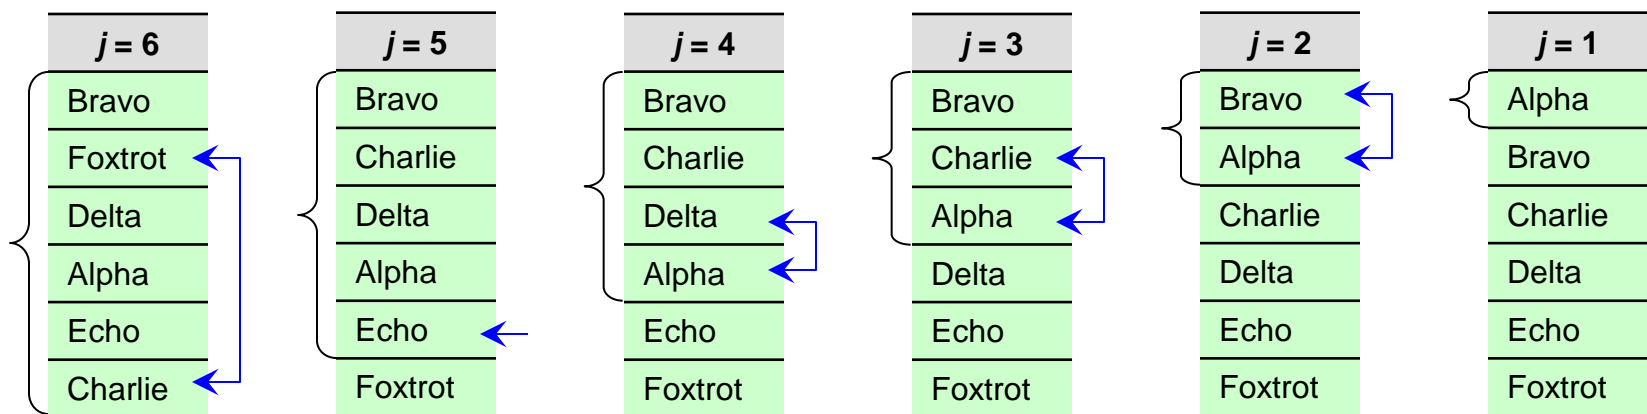 j = 6
Bravo
Foxtrot
Delta
Alpha
Echo
Charlie
j = 5
Bravo
Charlie
Delta
Alpha
Echo
Foxtrot
j = 4
Bravo
Charlie
Delta
Alpha
Echo
Foxtrot
j = 3
Bravo
Charlie
Alpha
Delta
Echo
Foxtrot
j = 2
Bravo
Alpha
Charlie
Delta
Echo
Foxtrot
j = 1
Alpha
Bravo
Charlie
Delta
Echo
Foxtrot